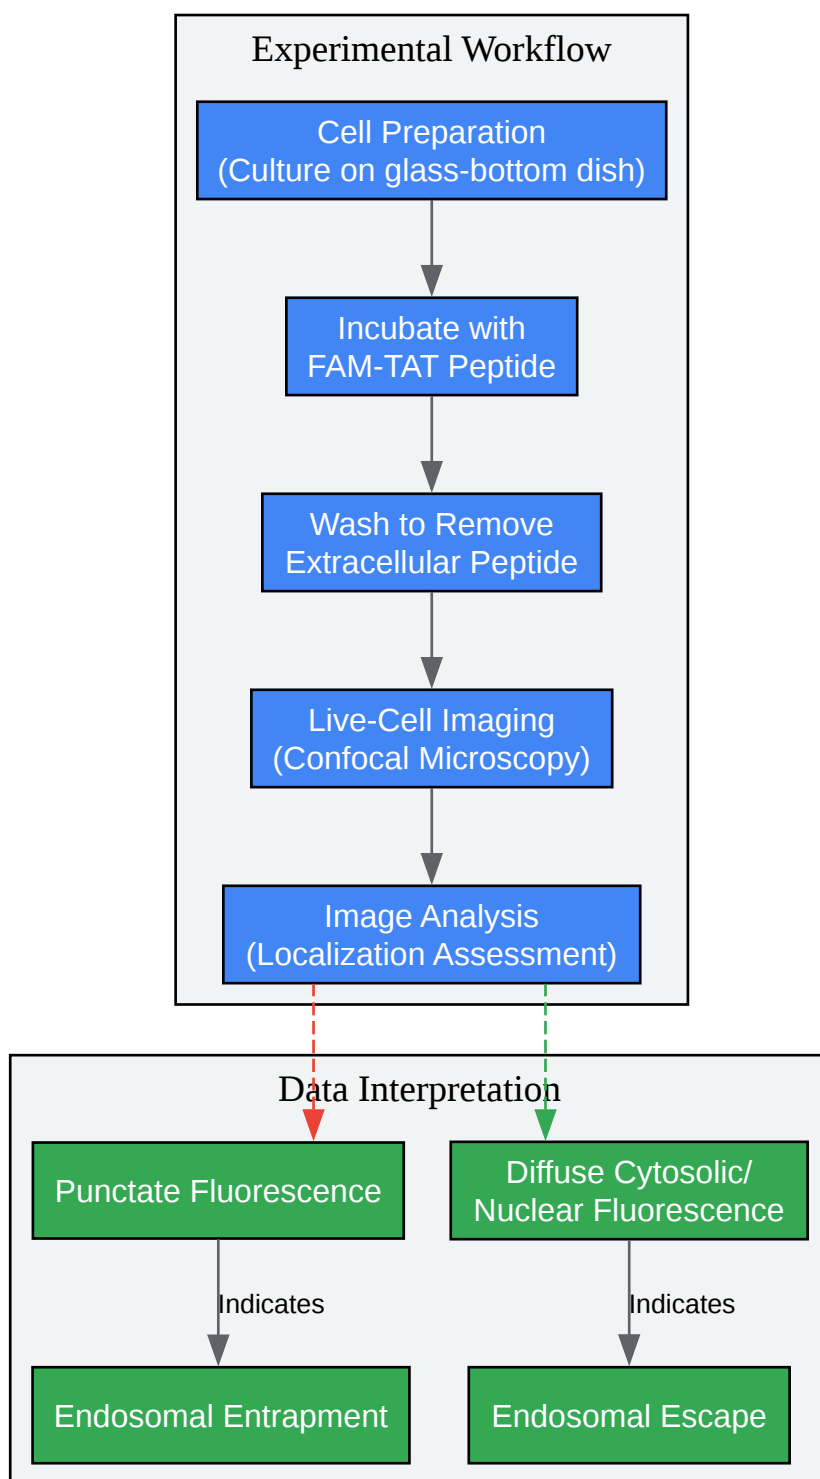 Experimental Workflow
Cell Preparation
(Culture on glass-bottom dish)
Incubate with
FAM-TAT Peptide
Wash to Remove
Extracellular Peptide
Live-Cell Imaging
(Confocal Microscopy)
Image Analysis
(Localization Assessment)
Data Interpretation
Punctate Fluorescence
Diffuse Cytosolic/
Nuclear Fluorescence
Indicates
Indicates
Endosomal Entrapment
Endosomal Escape